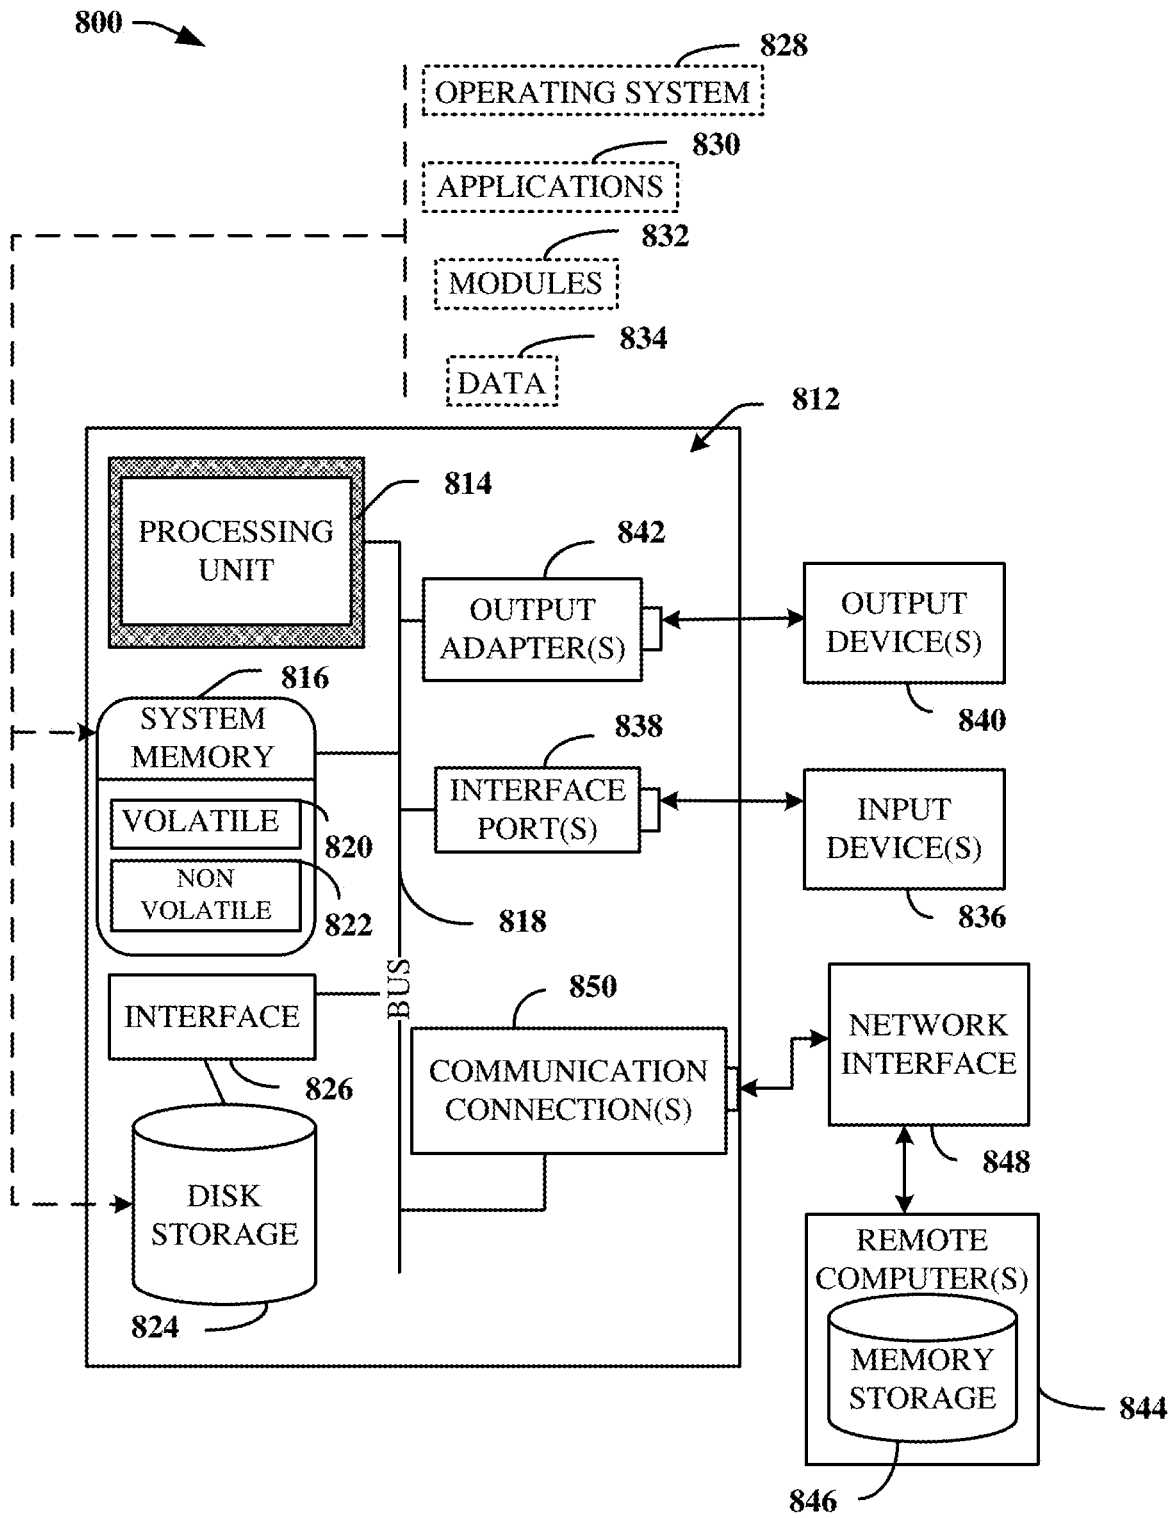 800
828
OPERATING SYSTEM
830
APPLICATIONS
832
MODULES
834
DATA
812
814
PROCESSING
UNIT
842
OUTPUT
ADAPTER(S)
OUTPUT
DEVICE(S)
840
816
SYSTEM
MEMORY
838
INTERFACE
PORT(S)
INPUT
DEVICE(S)
836
VOLATILE
820
NON
VOLATILE
822
818
BUS
INTERFACE
826
850
COMMUNICATION
CONNECTION(S)
NETWORK
INTERFACE
848
DISK
STORAGE
824
REMOTE
COMPUTER(S)
MEMORY
STORAGE
844
846